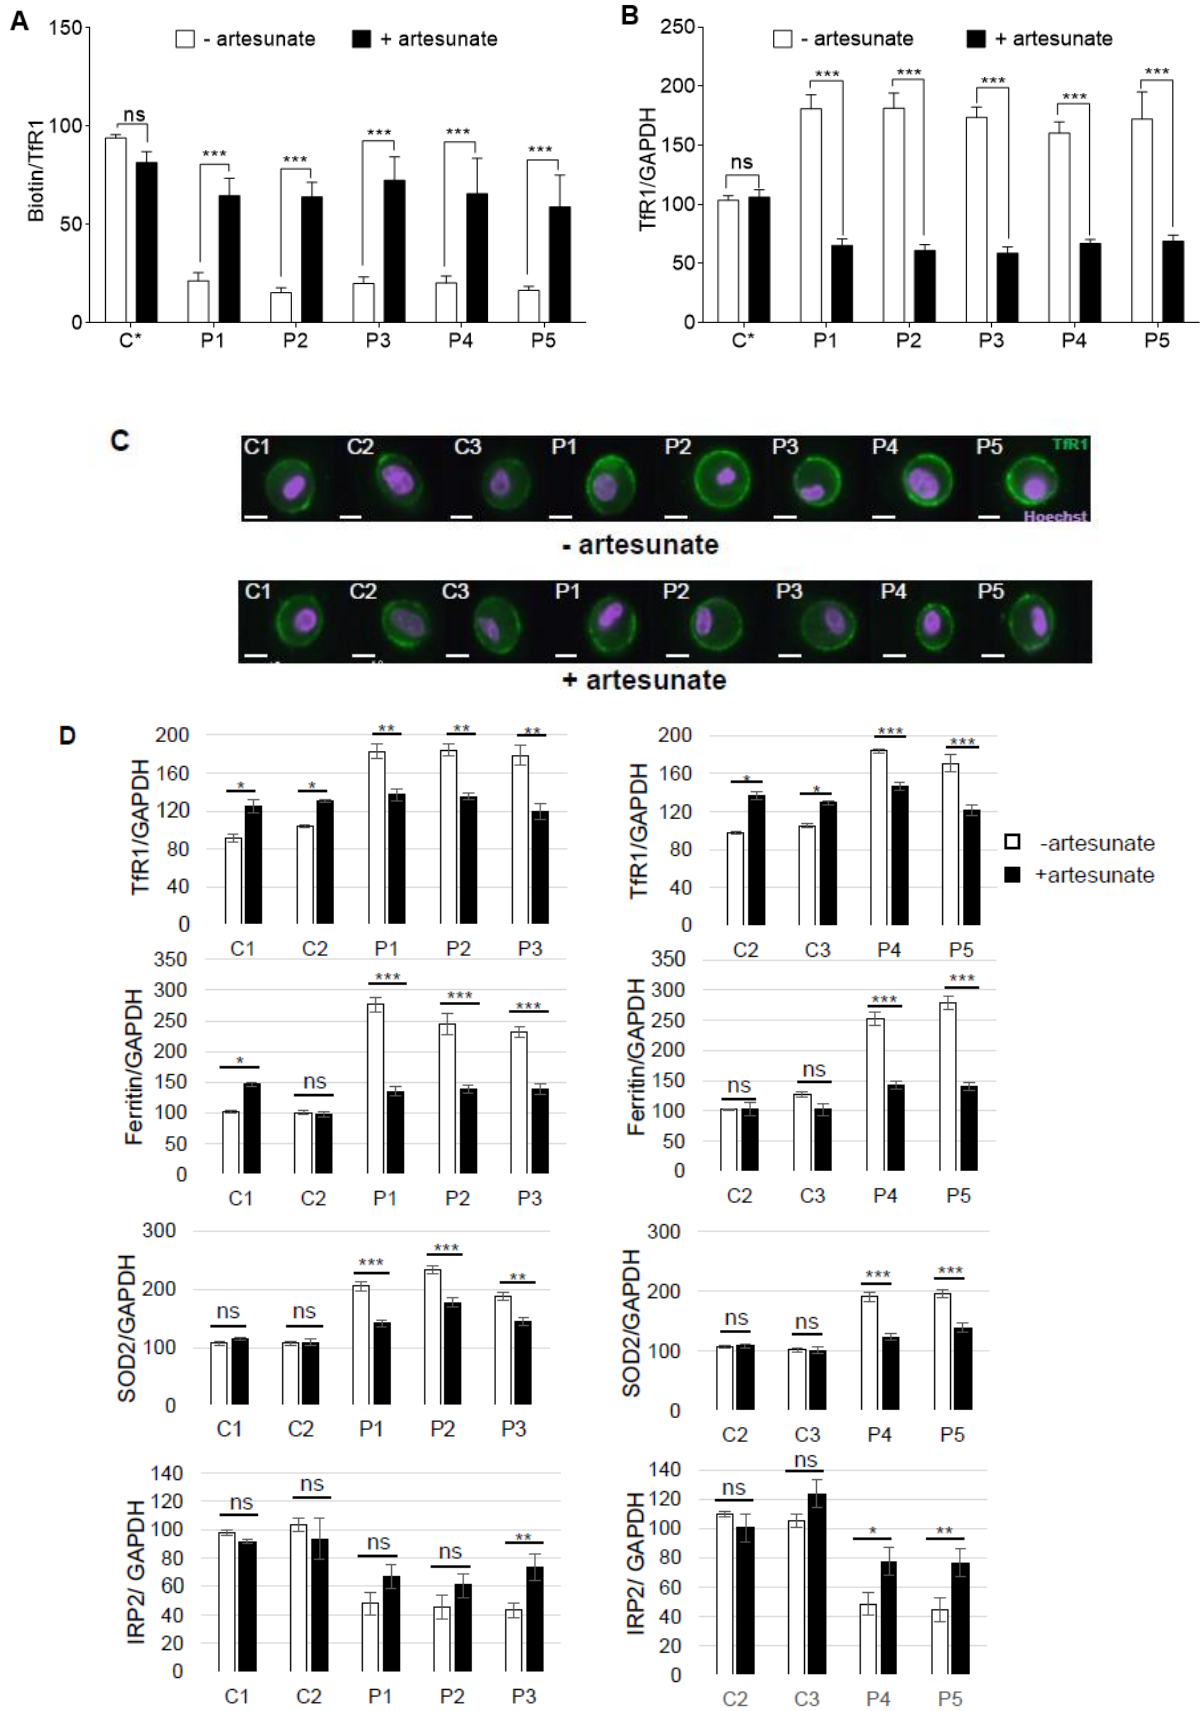 A
B
150
- artesunate
+ artesunate
100
50
0
Biotin/TfR1
ns
***
***
***
***
***
C*
P1
P2
P3
P4
P5
250
- artesunate
+ artesunate
200
150
100
50
0
TfR1/GAPDH
ns
***
***
***
***
***
C*
P1
P2
P3
P4
P5
C
C1 C2 C3 P1 P2 P3 P4 P5 TfR1
Hoechst
- artesunate
C1 C2 C3 P1 P2 P3 P4 P5
+ artesunate
D
200
160
120
80
40
0
TfR1/GAPDH
* * ** ** **
C1 C2 P1 P2 P3
200
160
120
80
40
0
TfR1/GAPDH
* * *** ***
C2 C3 P4 P5
-artesunate
+artesunate
350
300
250
200
150
100
50
0
Ferritin/GAPDH
* ns *** *** ***
C1 C2 P1 P2 P3
350
300
250
200
150
100
50
0
Ferritin/GAPDH
ns ns *** ***
C2 C3 P4 P5
300
200
100
0
SOD2/GAPDH
ns ns *** *** **
C1 C2 P1 P2 P3
300
200
100
0
SOD2/GAPDH
ns ns *** ***
C2 C3 P4 P5
140
120
100
80
60
40
20
0
IRP2/ GAPDH
ns ns ns ns **
C1 C2 P1 P2 P3
140
120
100
80
60
40
20
0
IRP2/ GAPDH
ns ns * **
C2 C3 P4 P5